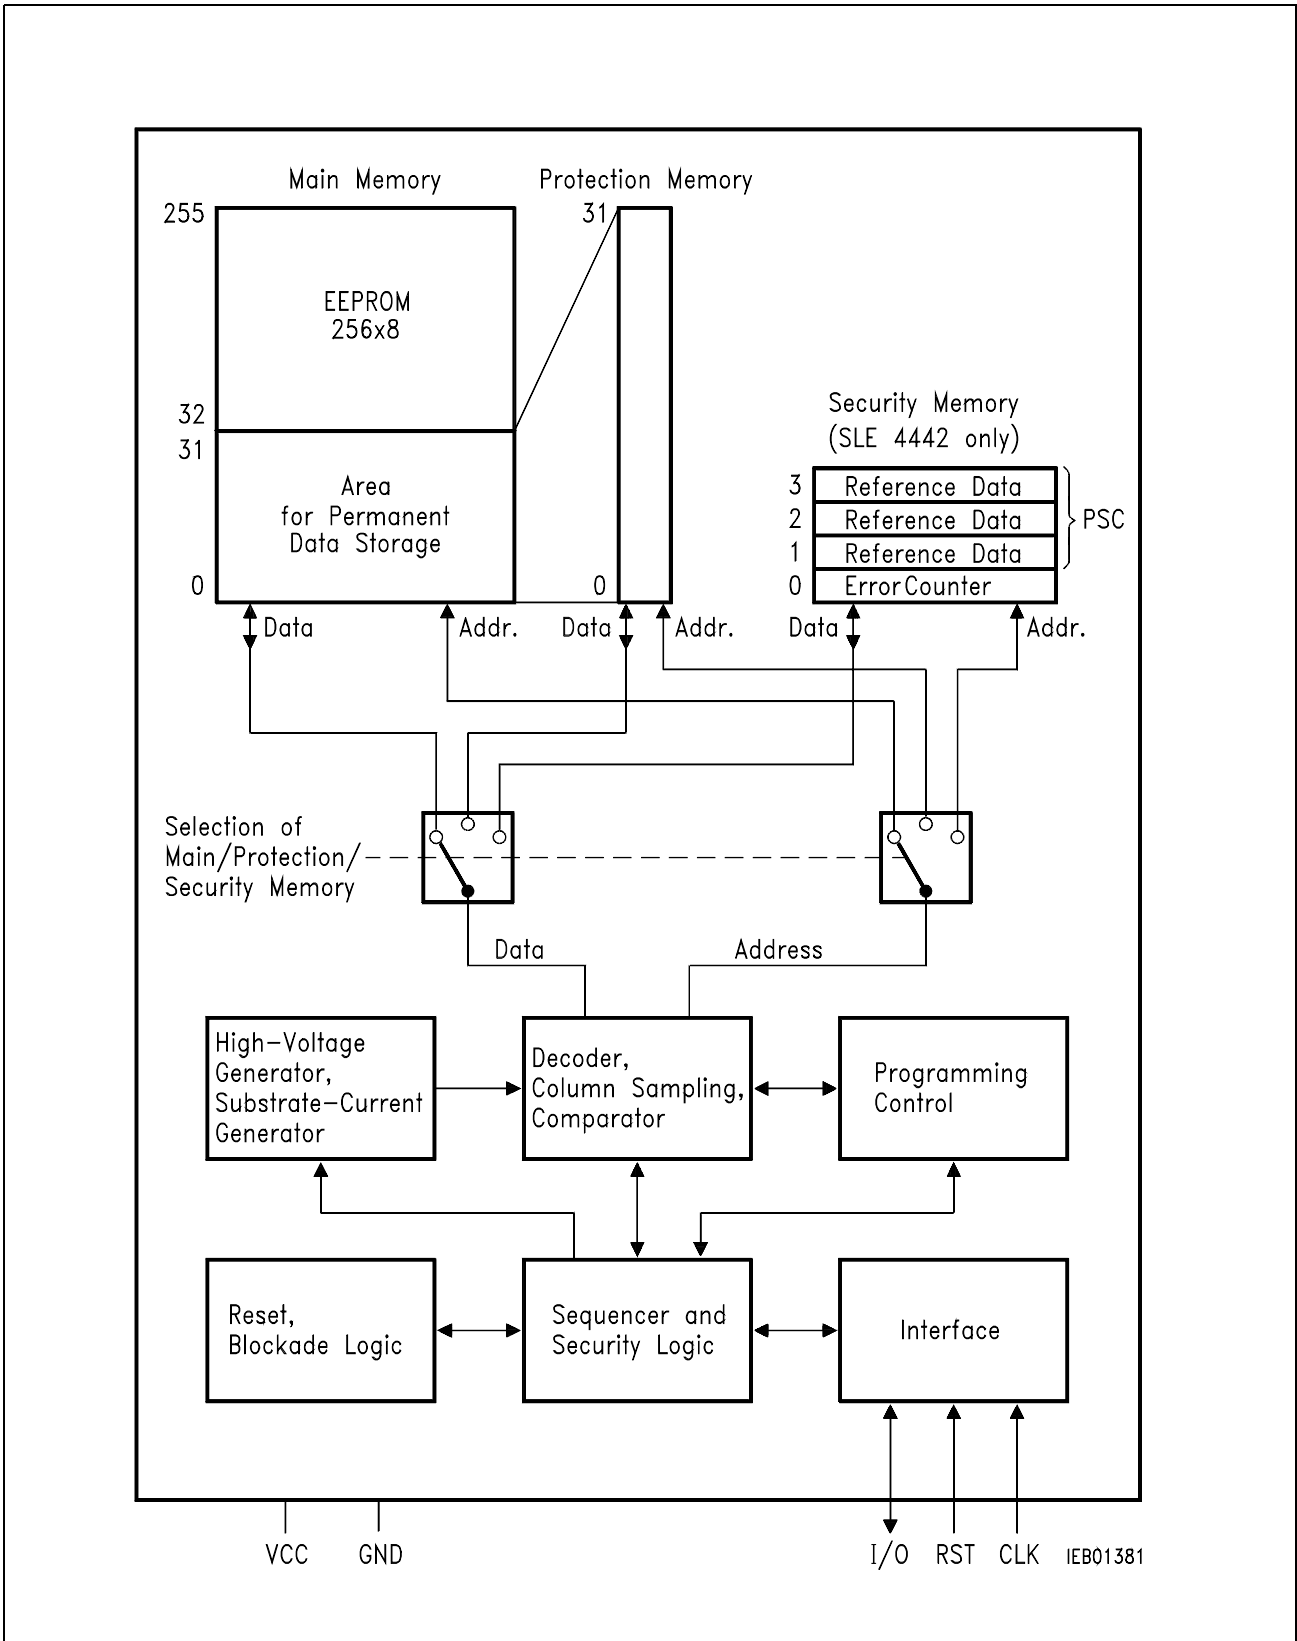 Main Memory
Protection Memory
255
31
EEPROM
256x8
32
31
Security Memory
(SLE 4442 only)
Area
for Permanent
Data Storage
3
Reference Data
2
Reference Data
PSC
1
Reference Data
0
0
0
ErrorCounter
Data
Addr.
Data
Addr.
Data
Addr.
Selection of
Main/Protection/
Security Memory
Data
Address
High-Voltage
Generator,
Substrate-Current
Generator
Decoder,
Column Sampling,
Comparator
Programming
Control
Reset,
Blockade Logic
Sequencer and
Security Logic
Interface
VCC
GND
I/O
RST
CLK
IEB01381